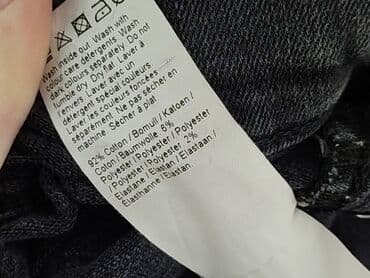 Wash inside out. Wash with
colour care detergents. Wash
dark colours separately. Do not
tumble dry. Dry flat. Laver à
l'envers. Laver avec un
détergent spécial couleurs.
Laver les couleurs foncées
séparément. Ne pas sécher en
machine. Sécher à plat.
92% Cotton / Bomull / Katoen /
Coton / Baumwolle. 6%
Polyester / Polyester / Polyester
/ Polyester / Polyester. 2%
Elastane / Elastan / Elastaan /
Elasthanne / Elastan.